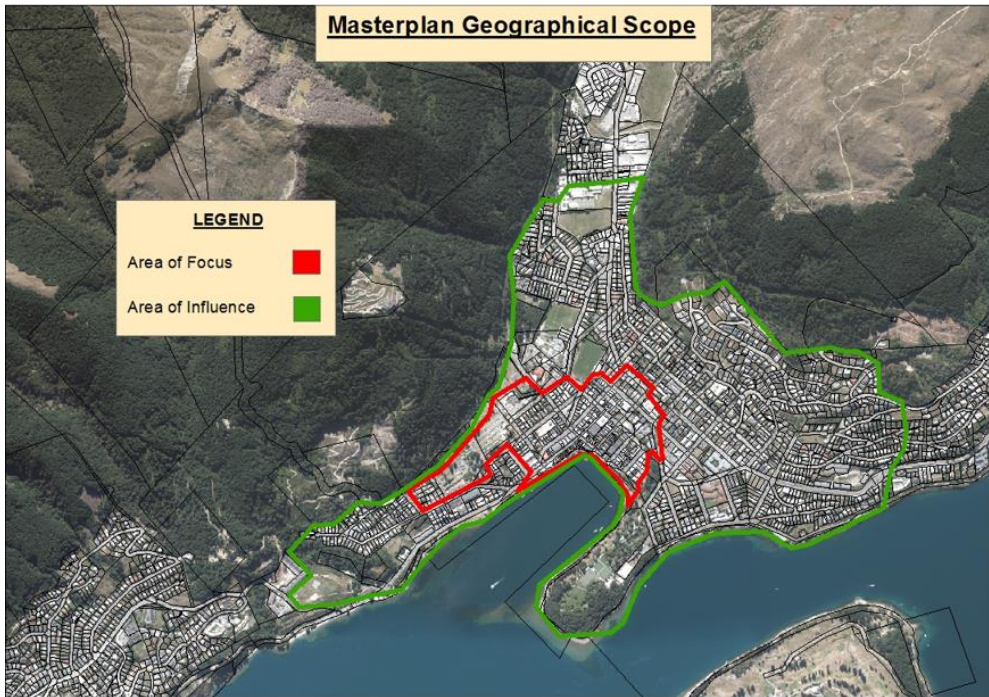 Masterplan Geographical Scope
LEGEND
Area of Focus
Area of Influence